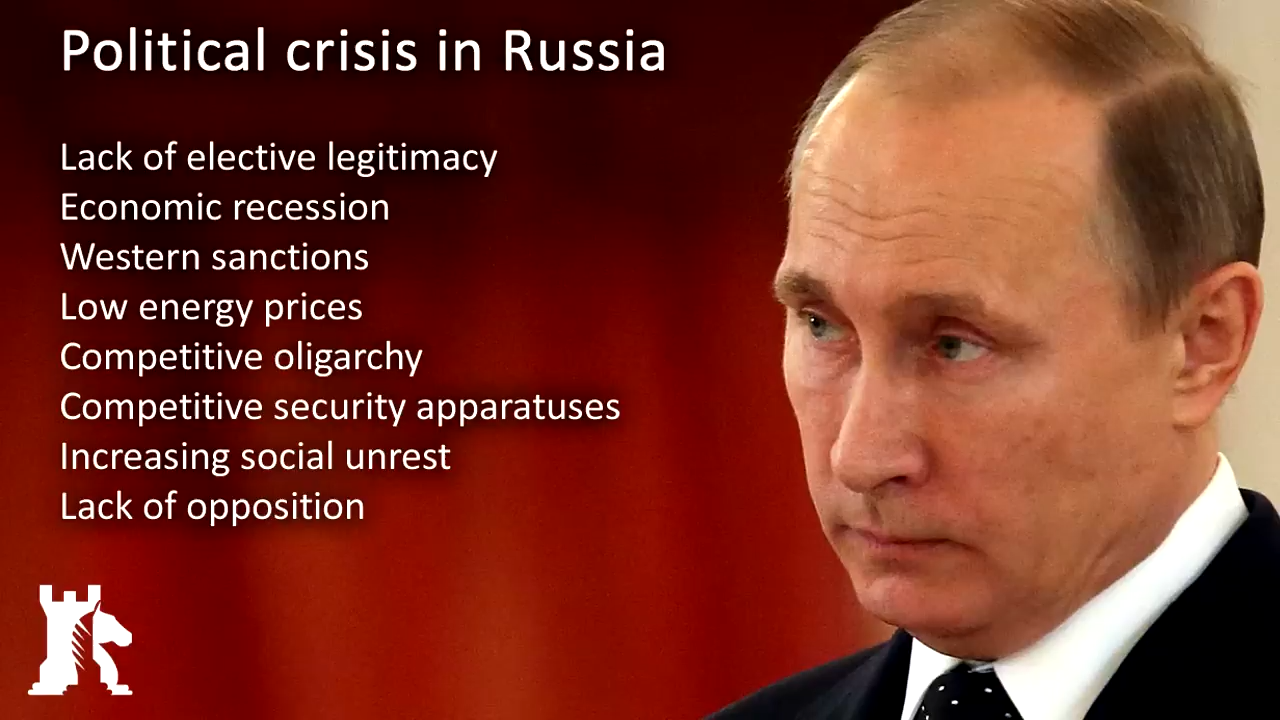 Political crisis in Russia
Lack of elective legitimacy
Economic recession
Western sanctions
Low energy prices
Competitive oligarchy
Competitive security apparatuses
Increasing social unrest
Lack of opposition